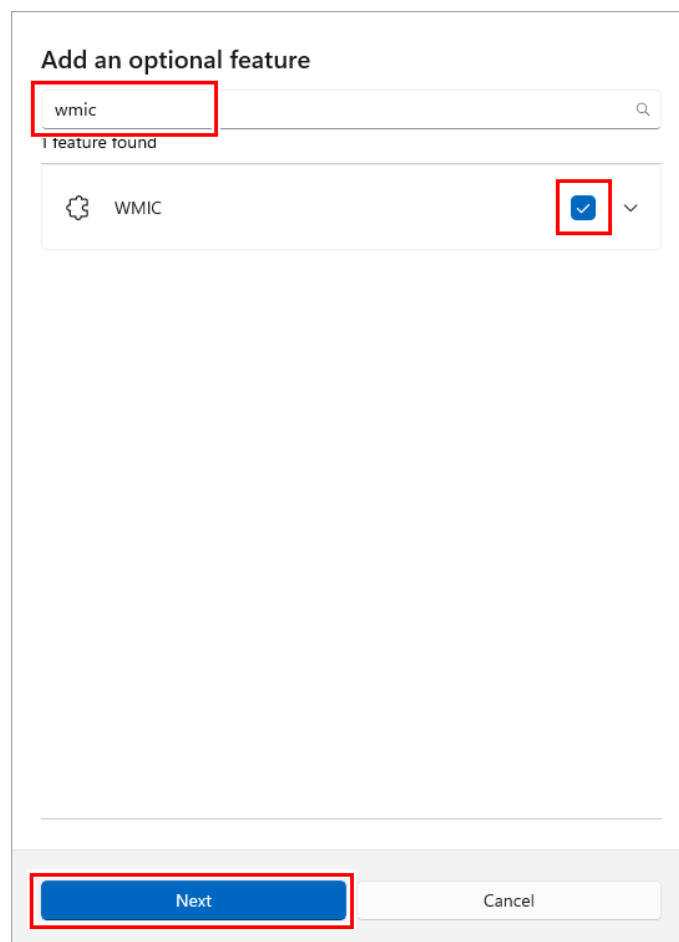 Add an optional feature
wmic
1 feature found
WMIC
Next
Cancel